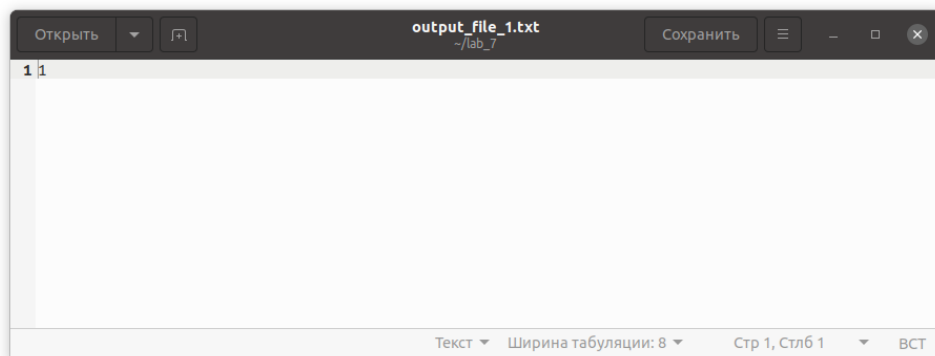 Открыть
output_file_1.txt
~/lab_7
Сохранить
1 1
Текст Ширина табуляции: 8 Стр 1, Стлб 1 ВСТ